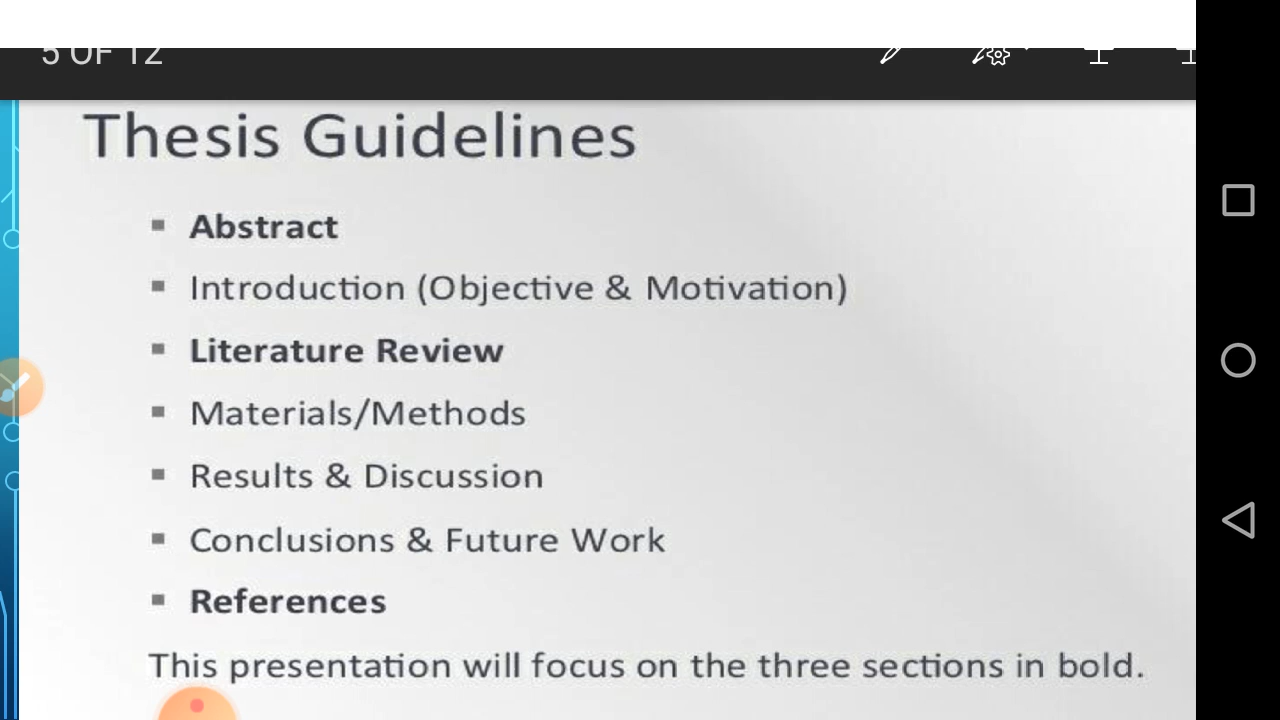 5 OF 12
Thesis Guidelines
Abstract
Introduction (Objective & Motivation)
Literature Review
Materials/Methods
Results & Discussion
Conclusions & Future Work
References
This presentation will focus on the three sections in bold.